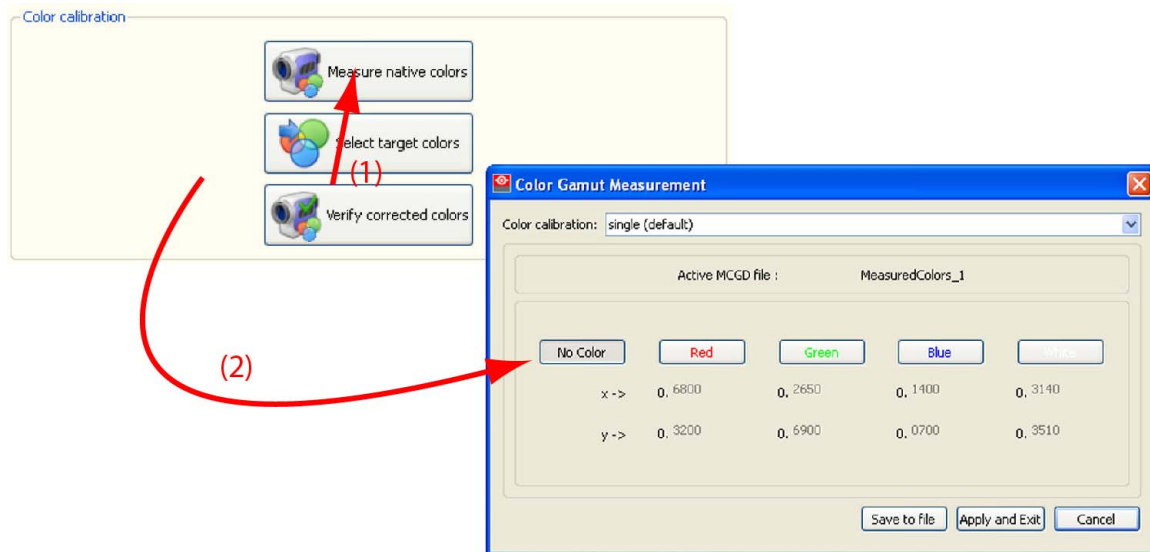 Color calibration
Measure native colors
Select target colors
(1)
Verify corrected colors
(2)
Color Gamut Measurement
Color calibration: single (default)
Active MCGD file : MeasuredColors_1
No Color Red Green Blue White
x -> 0. 6800 0. 2650 0. 1400 0. 3140
y -> 0. 3200 0. 6900 0. 0700 0. 3510
Save to file Apply and Exit Cancel